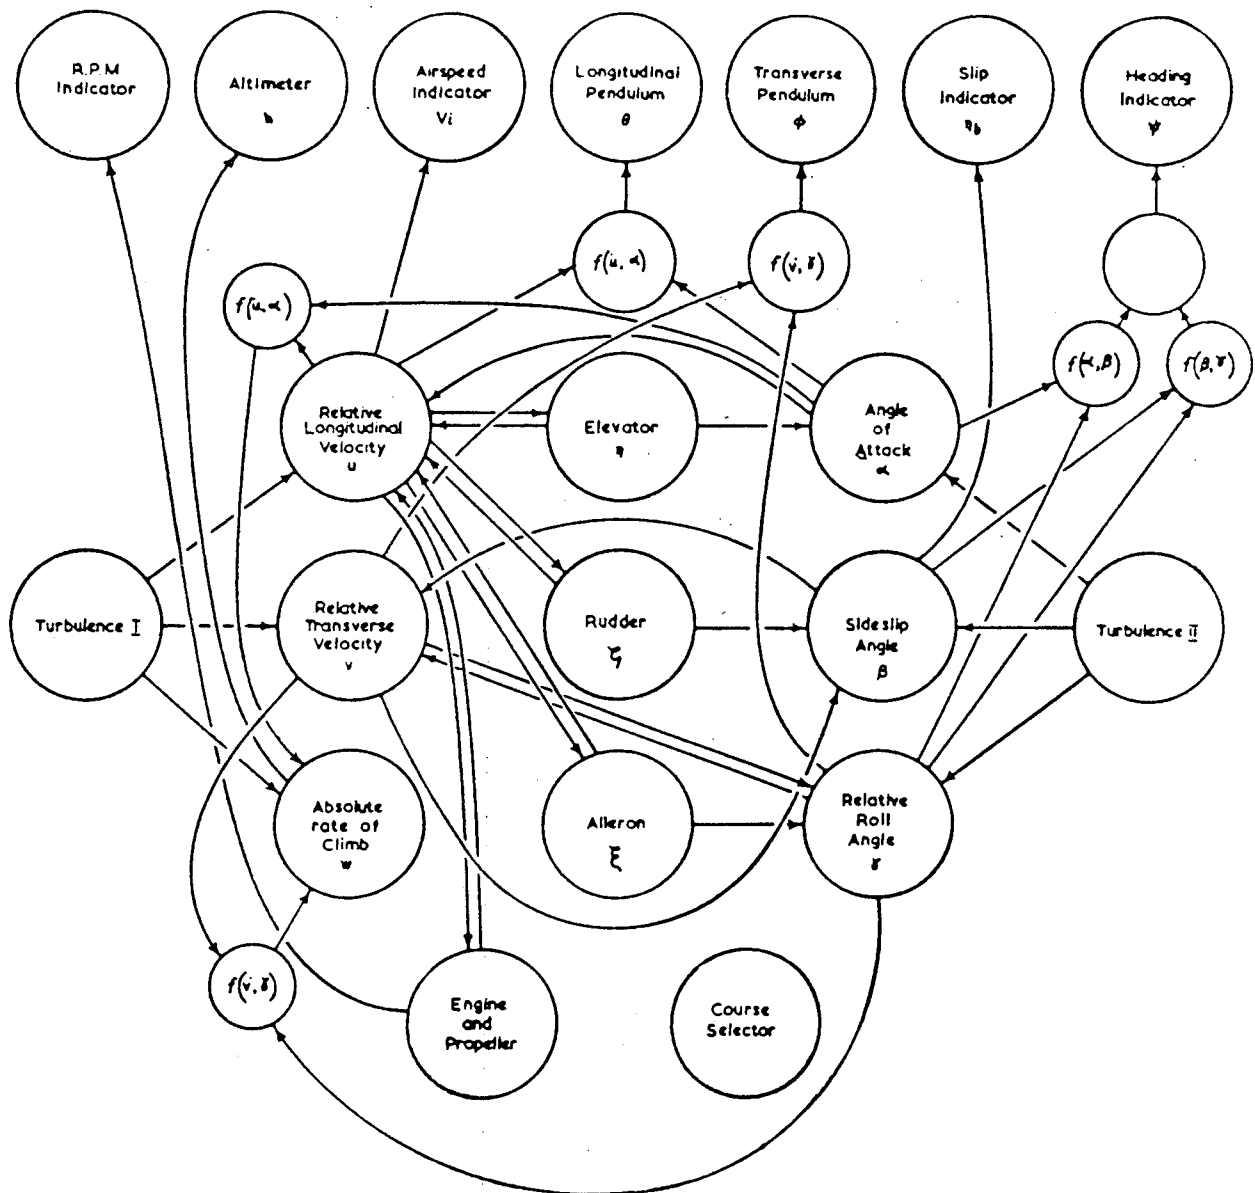 R.P.M
Indicator
Altimeter
h
Airspeed
Indicator
Vi
Longitudinal
Pendulum
θ
Transverse
Pendulum
ϕ
Slip
Indicator
η_b
Heading
Indicator
ψ
f(u, α)
f(u̇, α)
f(v̇, γ)
f(α, β)
f(β, γ)
Relative
Longitudinal
Velocity
u
Elevator
η
Angle
of
Attack
α
Turbulence I
Relative
Transverse
Velocity
v
Rudder
ζ
Sideslip
Angle
β
Turbulence II
Absolute
rate of
Climb
w
Aileron
ξ
Relative
Roll
Angle
γ
f(v̇, γ)
Engine
and
Propeller
Course
Selector